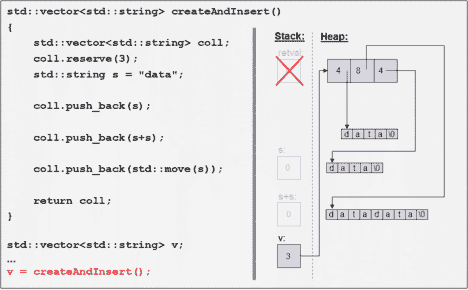 std::vector<std::string> createAndInsert()
{
std::vector<std::string> coll;
coll.reserve(3);
std::string s = "data";
coll.push_back(s);
coll.push_back(s+s);
coll.push_back(std::move(s));
return coll;
}
std::vector<std::string> v;
...
v = createAndInsert();
Stack:
Heap:
retval:
4 8 4
d a t a \0
s:
0
d a t a \0
s+s:
0
d a t a d a t a \0
v:
3